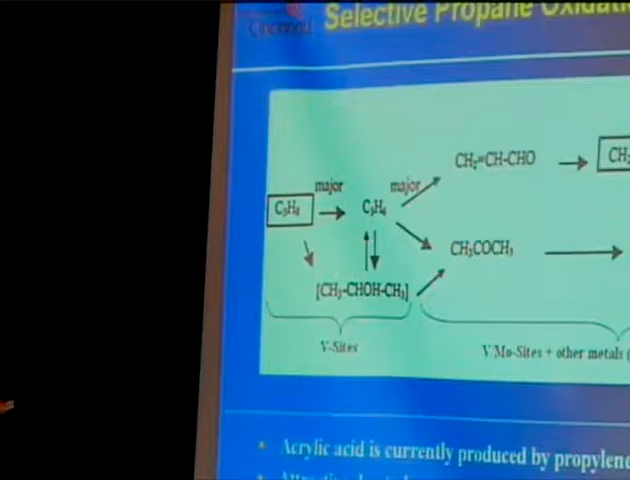 Selective Propane Oxidati
CH₂=CH-CHO
CH₂
major
major
C₃H₈
C₃H₆
CH₃COCH₃
[CH₃-CHOH-CH₃]
V-Sites
V/Mo-Sites + other metals (
Acrylic acid is currently produced by propylene